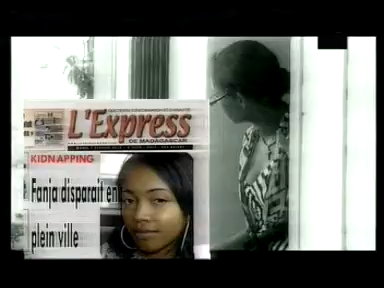 L'Express
DE MADAGASCAR
KIDNAPPING
Fanja disparait en
plein ville